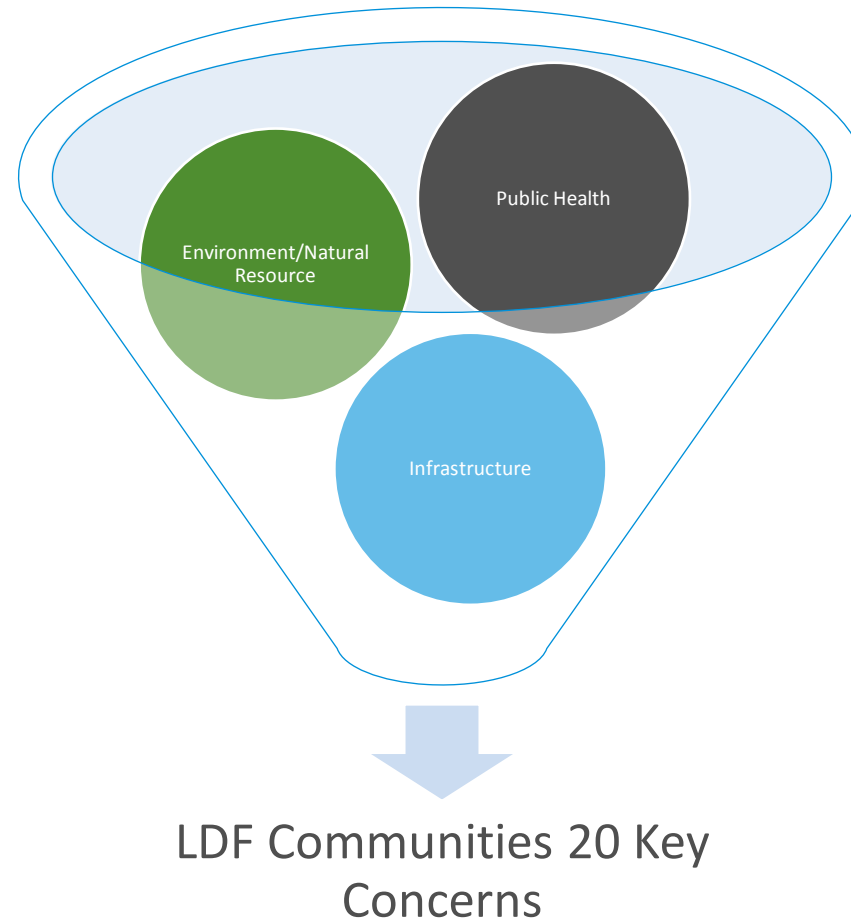 Public Health
Environment/Natural
Resource
Infrastructure
LDF Communities 20 Key
Concerns